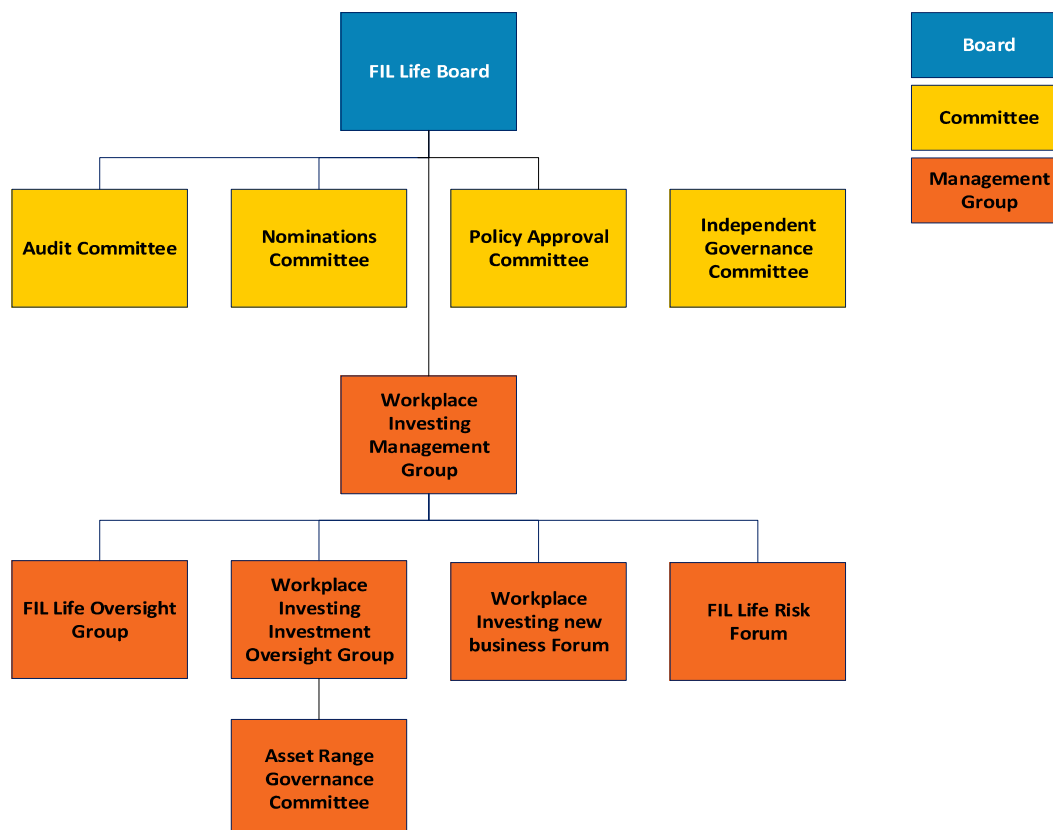 FIL Life Board
Board
Committee
Management
Group
Audit Committee
Nominations
Committee
Policy Approval
Committee
Independent
Governance
Committee
Workplace
Investing
Management
Group
FIL Life Oversight
Group
Workplace
Investing
Investment
Oversight Group
Workplace
Investing new
business Forum
FIL Life Risk
Forum
Asset Range
Governance
Committee